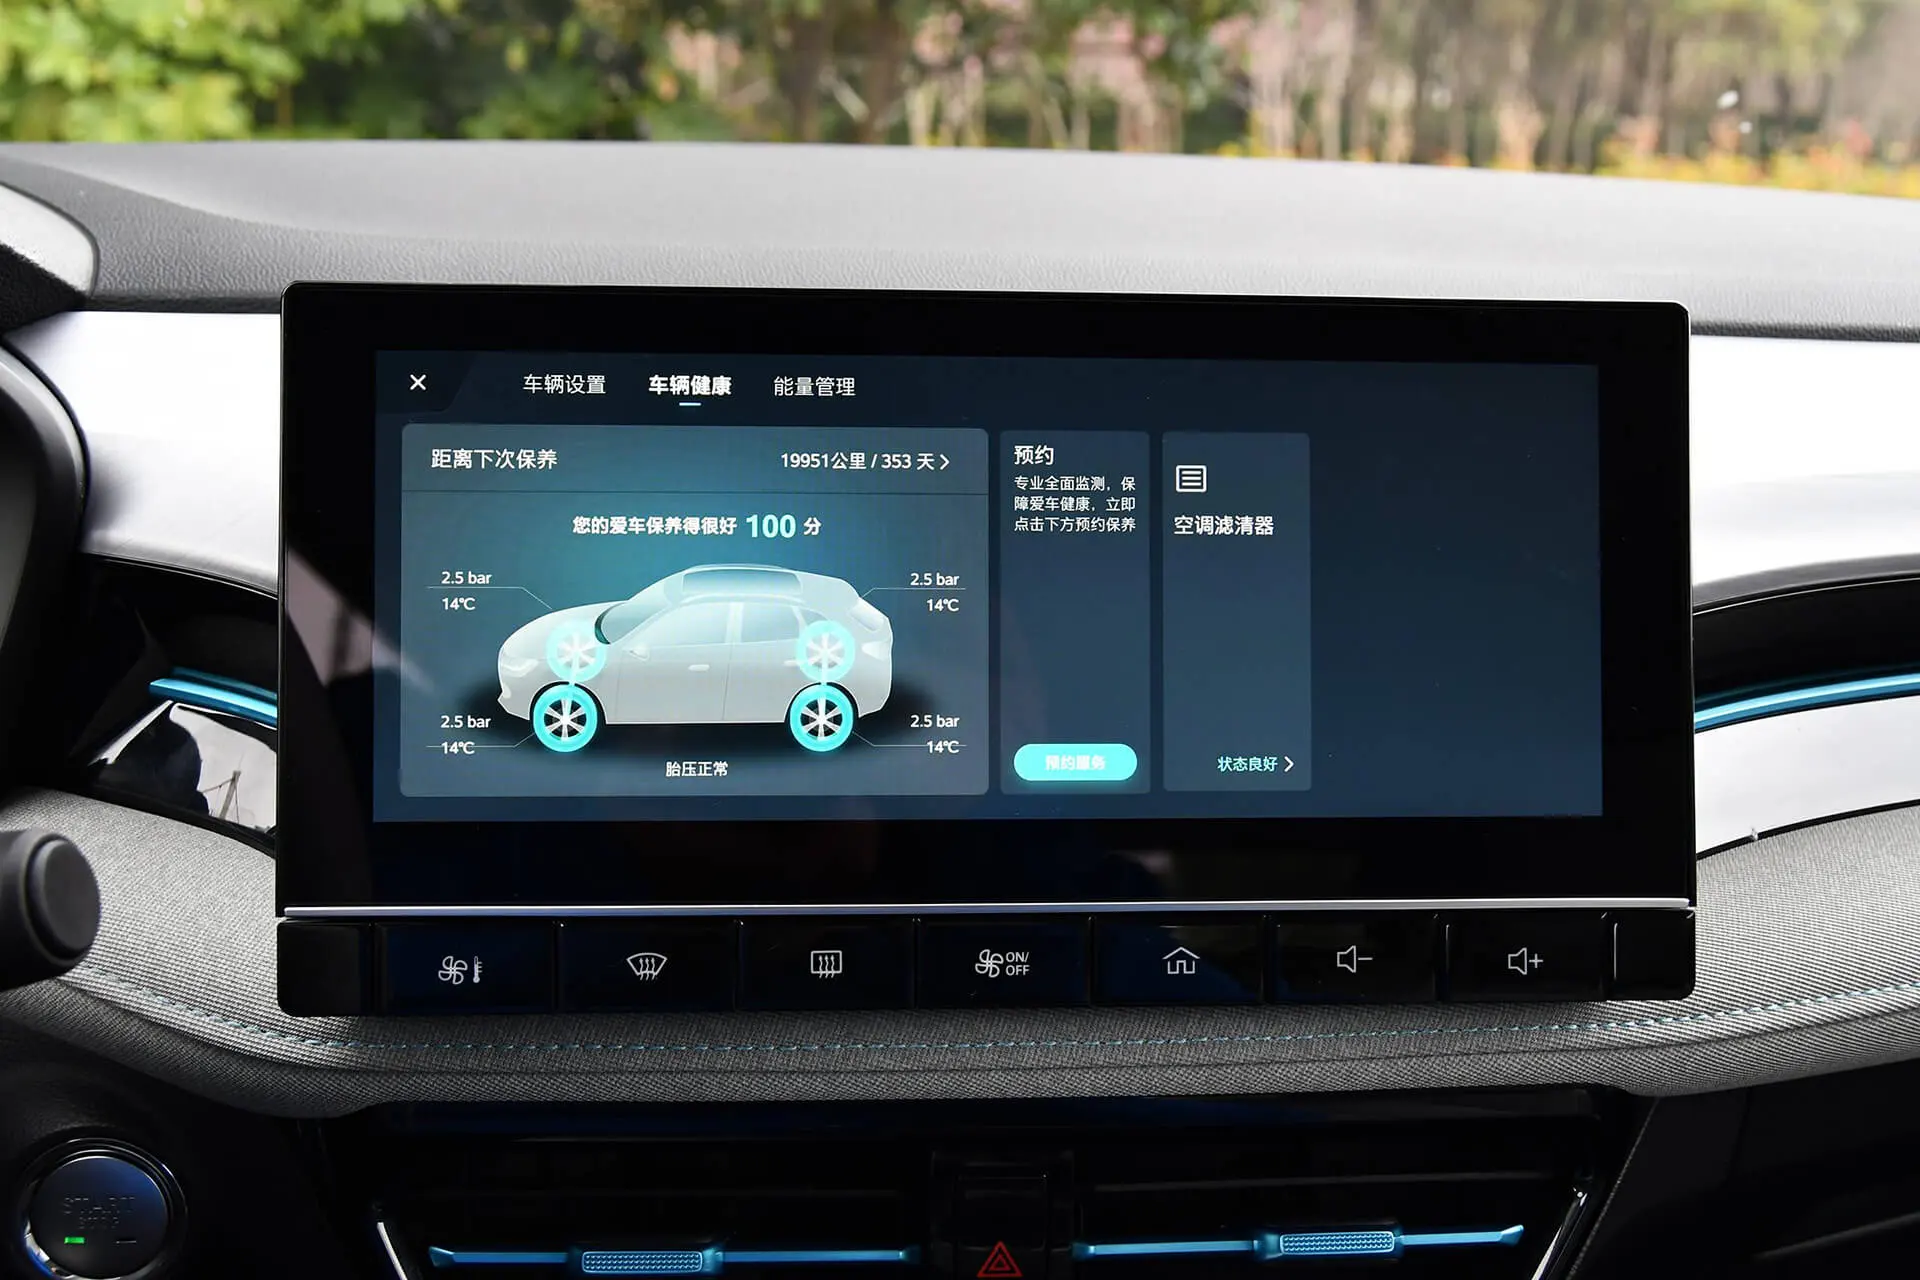 车辆设置 车辆健康 能量管理
距离下次保养 19951公里 / 353 天
您的爱车保养得很好 100 分
2.5 bar 2.5 bar
14℃ 14℃
2.5 bar 2.5 bar
14℃ 14℃
胎压正常
预约
专业全面监测，保
障爱车健康，立即
点击下方预约保养
预约服务
空调滤清器
状态良好
ON/
OFF
START
STOP